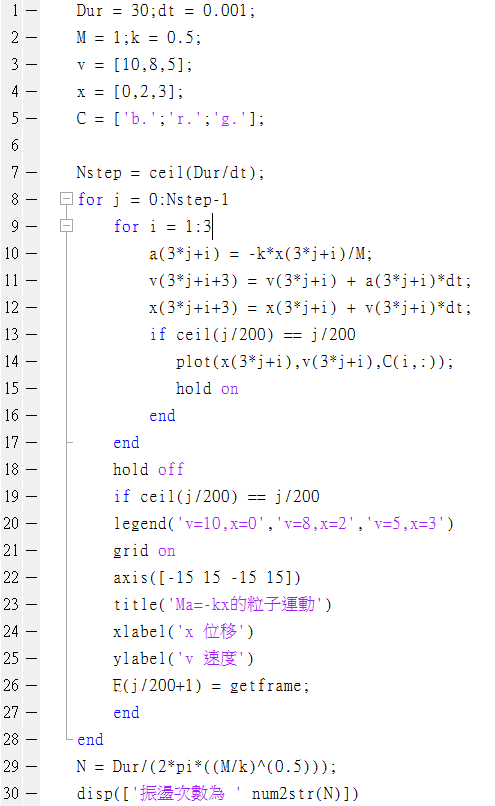 1 — Dur = 30;dt = 0.001;
2 — M = 1;k = 0.5;
3 — v = [10,8,5];
4 — x = [0,2,3];
5 — C = ['b.';'r.';'g.'];
6
7 — Nstep = ceil(Dur/dt);
8 — for j = 0:Nstep-1
9 — for i = 1:3
10 — a(3*j+i) = -k*x(3*j+i)/M;
11 — v(3*j+i+3) = v(3*j+i) + a(3*j+i)*dt;
12 — x(3*j+i+3) = x(3*j+i) + v(3*j+i)*dt;
13 — if ceil(j/200) == j/200
14 — plot(x(3*j+i),v(3*j+i),C(i,:));
15 — hold on
16 — end
17 — end
18 — hold off
19 — if ceil(j/200) == j/200
20 — legend('v=10,x=0','v=8,x=2','v=5,x=3')
21 — grid on
22 — axis([-15 15 -15 15])
23 — title('Ma=-kx的粒子運動')
24 — xlabel('x 位移')
25 — ylabel('v 速度')
26 — E(j/200+1) = getframe;
27 — end
28 — end
29 — N = Dur/(2*pi*((M/k)^(0.5)));
30 — disp(['振盪次數為 ' num2str(N)])